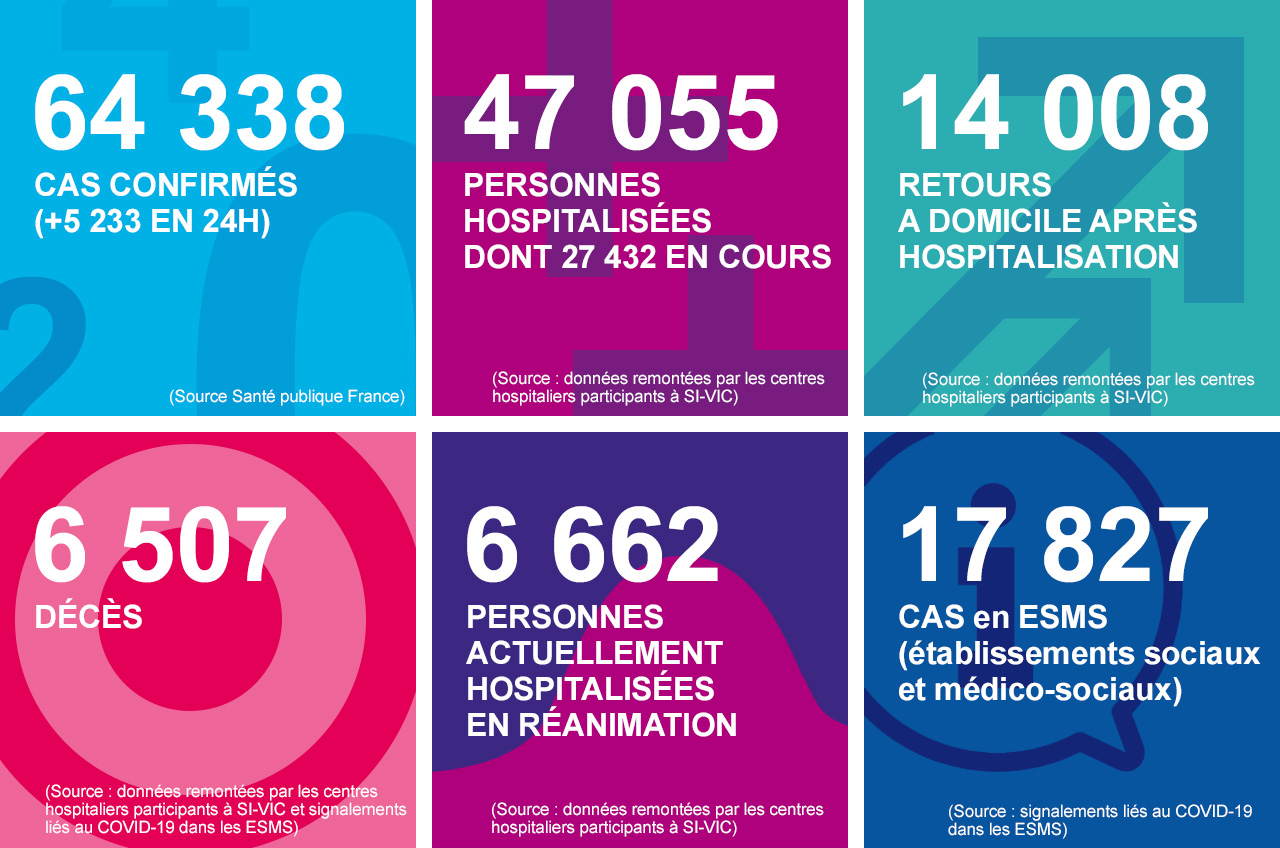 64 338
CAS CONFIRMÉS
(+5 233 EN 24H)
(Source Santé publique France)
47 055
PERSONNES
HOSPITALISÉES
DONT 27 432 EN COURS
(Source : données remontées par les centres
hospitaliers participants à SI-VIC)
14 008
RETOURS
A DOMICILE APRÈS
HOSPITALISATION
(Source : données remontées par les centres
hospitaliers participants à SI-VIC)
6 507
DÉCÈS
(Source : données remontées par les centres
hospitaliers participants à SI-VIC et signalements
liés au COVID-19 dans les ESMS)
6 662
PERSONNES
ACTUELLEMENT
HOSPITALISÉES
EN RÉANIMATION
(Source : données remontées par les centres
hospitaliers participants à SI-VIC)
17 827
CAS en ESMS
(établissements sociaux
et médico-sociaux)
(Source : signalements liés au COVID-19
dans les ESMS)